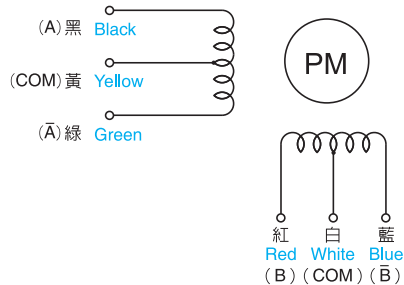 (A) 黑 Black
PM
(COM) 黃 Yellow
(Ā) 綠 Green
紅 白 藍
Red White Blue
(B) (COM) (B̄)